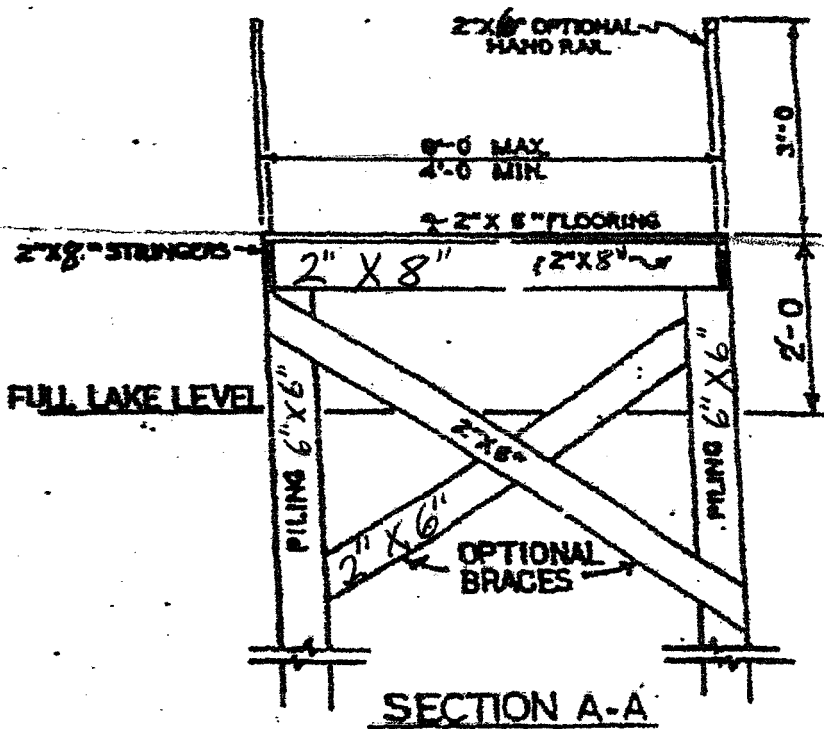 2"X6" OPTIONAL
HAND RAIL
3'-0
8'-0 MAX.
4'-0 MIN.
2"X 6" FLOORING
2"X8" STRINGERS
2" X 8"
2"X8"
2'-0
FULL LAKE LEVEL
PILING 6"X6"
PILING 6"X6"
2"X6"
2" X 6"
OPTIONAL
BRACES
SECTION A-A